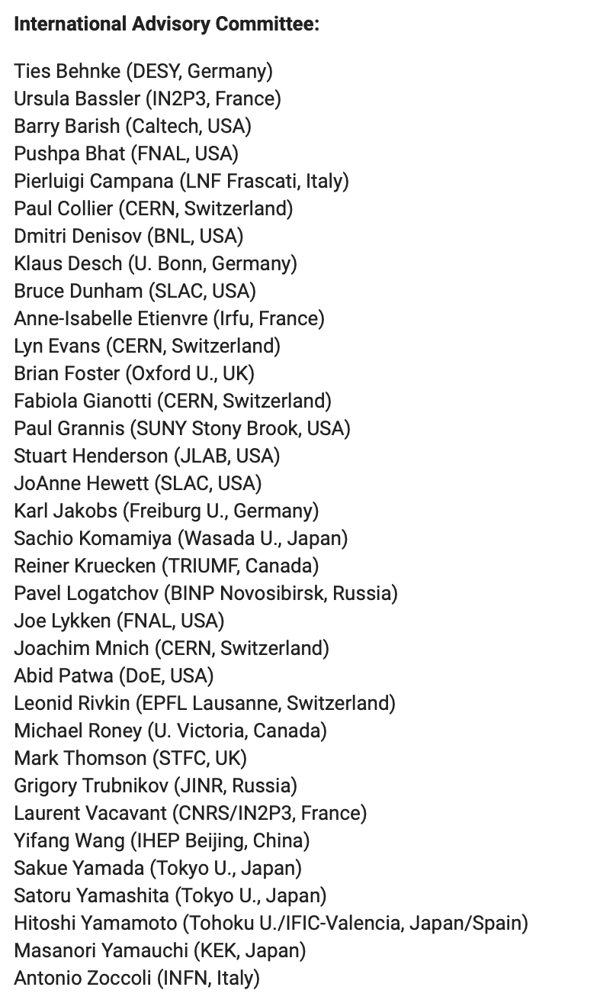 International Advisory Committee:
Ties Behnke (DESY, Germany)
Ursula Bassler (IN2P3, France)
Barry Barish (Caltech, USA)
Pushpa Bhat (FNAL, USA)
Pierluigi Campana (LNF Frascati, Italy)
Paul Collier (CERN, Switzerland)
Dmitri Denisov (BNL, USA)
Klaus Desch (U. Bonn, Germany)
Bruce Dunham (SLAC, USA)
Anne-Isabelle Etienvre (Irfu, France)
Lyn Evans (CERN, Switzerland)
Brian Foster (Oxford U., UK)
Fabiola Gianotti (CERN, Switzerland)
Paul Grannis (SUNY Stony Brook, USA)
Stuart Henderson (JLAB, USA)
JoAnne Hewett (SLAC, USA)
Karl Jakobs (Freiburg U., Germany)
Sachio Komamiya (Wasada U., Japan)
Reiner Kruecken (TRIUMF, Canada)
Pavel Logatchov (BINP Novosibirsk, Russia)
Joe Lykken (FNAL, USA)
Joachim Mnich (CERN, Switzerland)
Abid Patwa (DoE, USA)
Leonid Rivkin (EPFL Lausanne, Switzerland)
Michael Roney (U. Victoria, Canada)
Mark Thomson (STFC, UK)
Grigory Trubnikov (JINR, Russia)
Laurent Vacavant (CNRS/IN2P3, France)
Yifang Wang (IHEP Beijing, China)
Sakue Yamada (Tokyo U., Japan)
Satoru Yamashita (Tokyo U., Japan)
Hitoshi Yamamoto (Tohoku U./IFIC-Valencia, Japan/Spain)
Masanori Yamauchi (KEK, Japan)
Antonio Zoccoli (INFN, Italy)